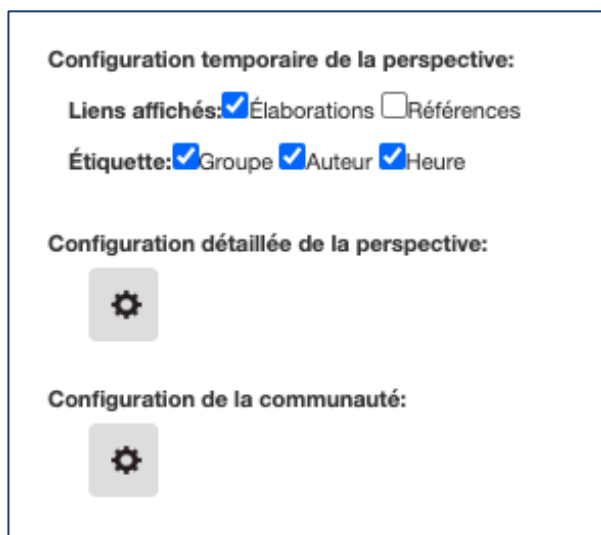 Configuration temporaire de la perspective:
Liens affichés:Élaborations Références
Étiquette:Groupe Auteur Heure
Configuration détaillée de la perspective:
Configuration de la communauté: